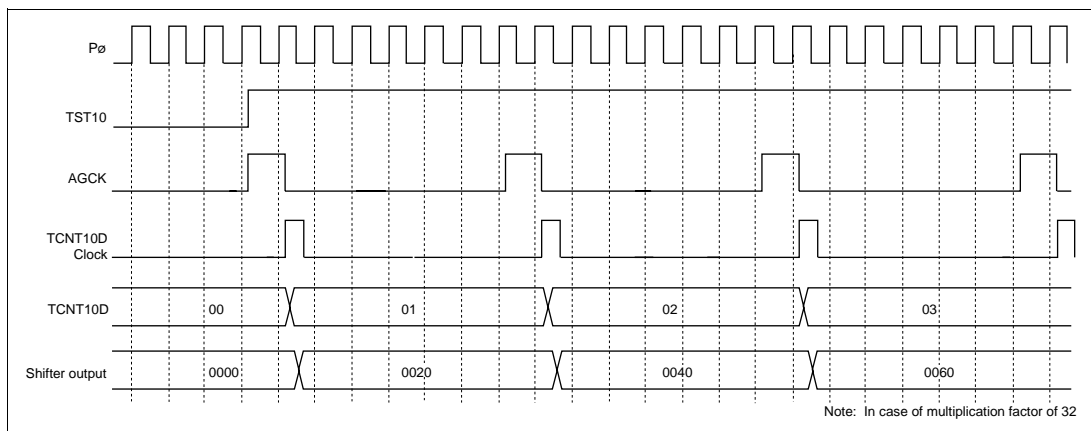 Pø
TST10
AGCK
TCNT10D
Clock
TCNT10D 00 01 02 03
Shifter output 0000 0020 0040 0060
Note: In case of multiplication factor of 32